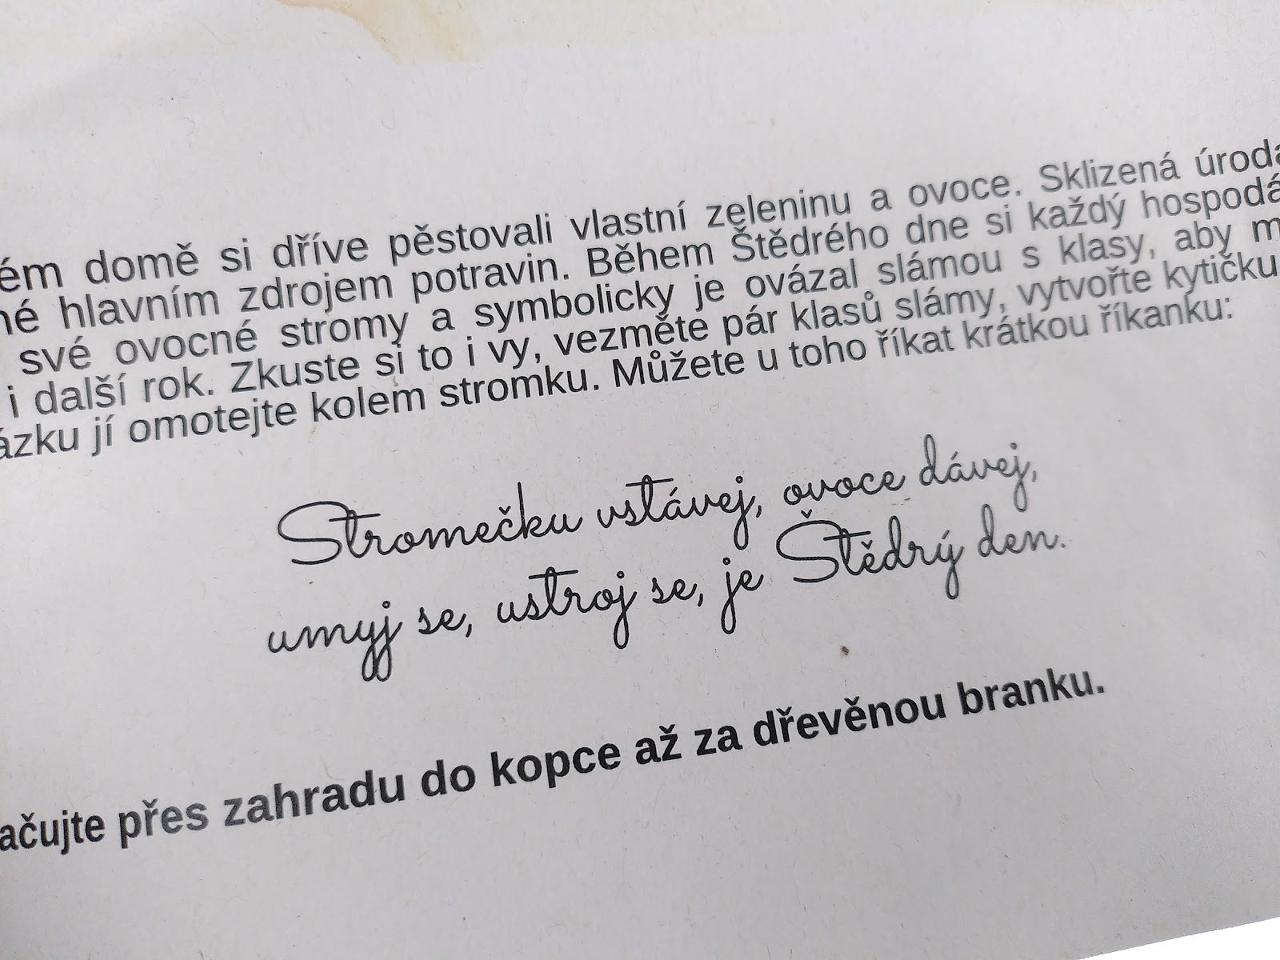 ém domě si dříve pěstovali vlastní zeleninu a ovoce. Sklizená úroda
né hlavním zdrojem potravin. Během Štědrého dne si každý hospodá
své ovocné stromy a symbolicky je ovázal slámou s klasy, aby m
i další rok. Zkuste si to i vy, vezměte pár klasů slámy, vytvořte kytičku
ázku jí omotejte kolem stromku. Můžete u toho říkat krátkou říkanku:
Stromečku vstávej, ovoce dávej,
umyj se, ustroj se, je Štědrý den.
ačujte přes zahradu do kopce až za dřevěnou branku.